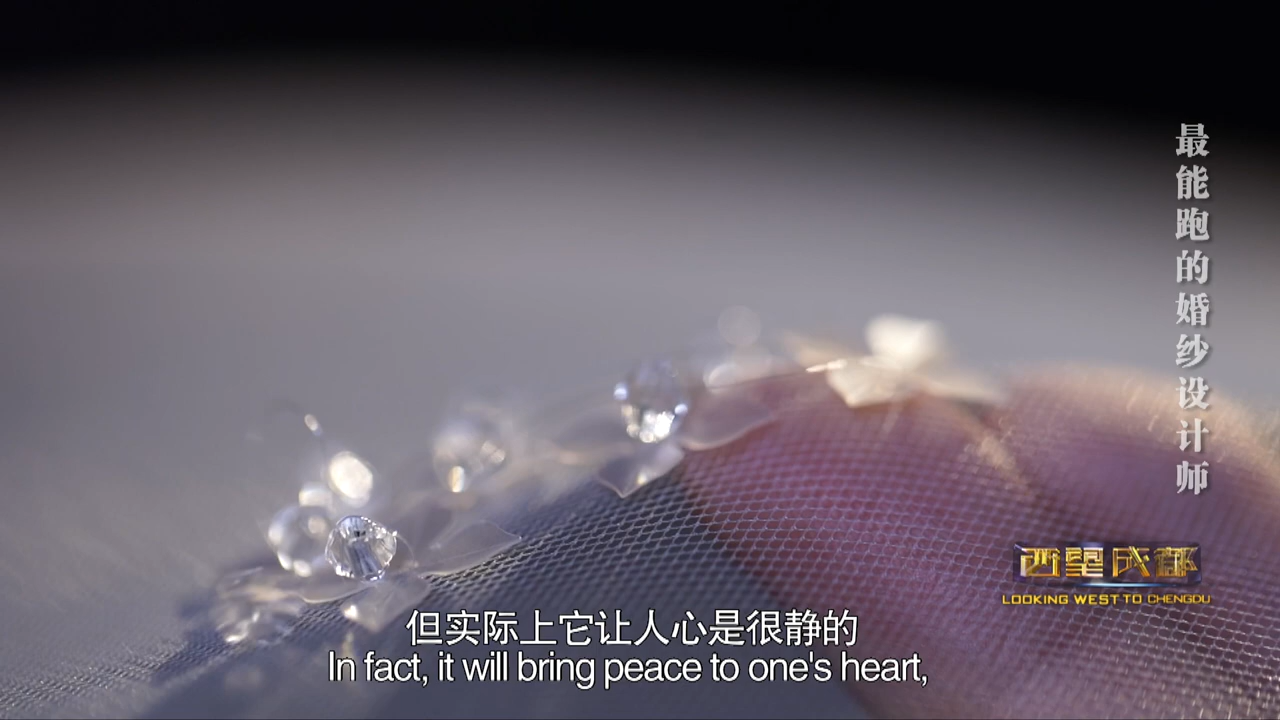 最能跑的婚纱设计师
西望成都
LOOKING WEST TO CHENGDU
但实际上它让人心是很静的
In fact, it will bring peace to one's heart,